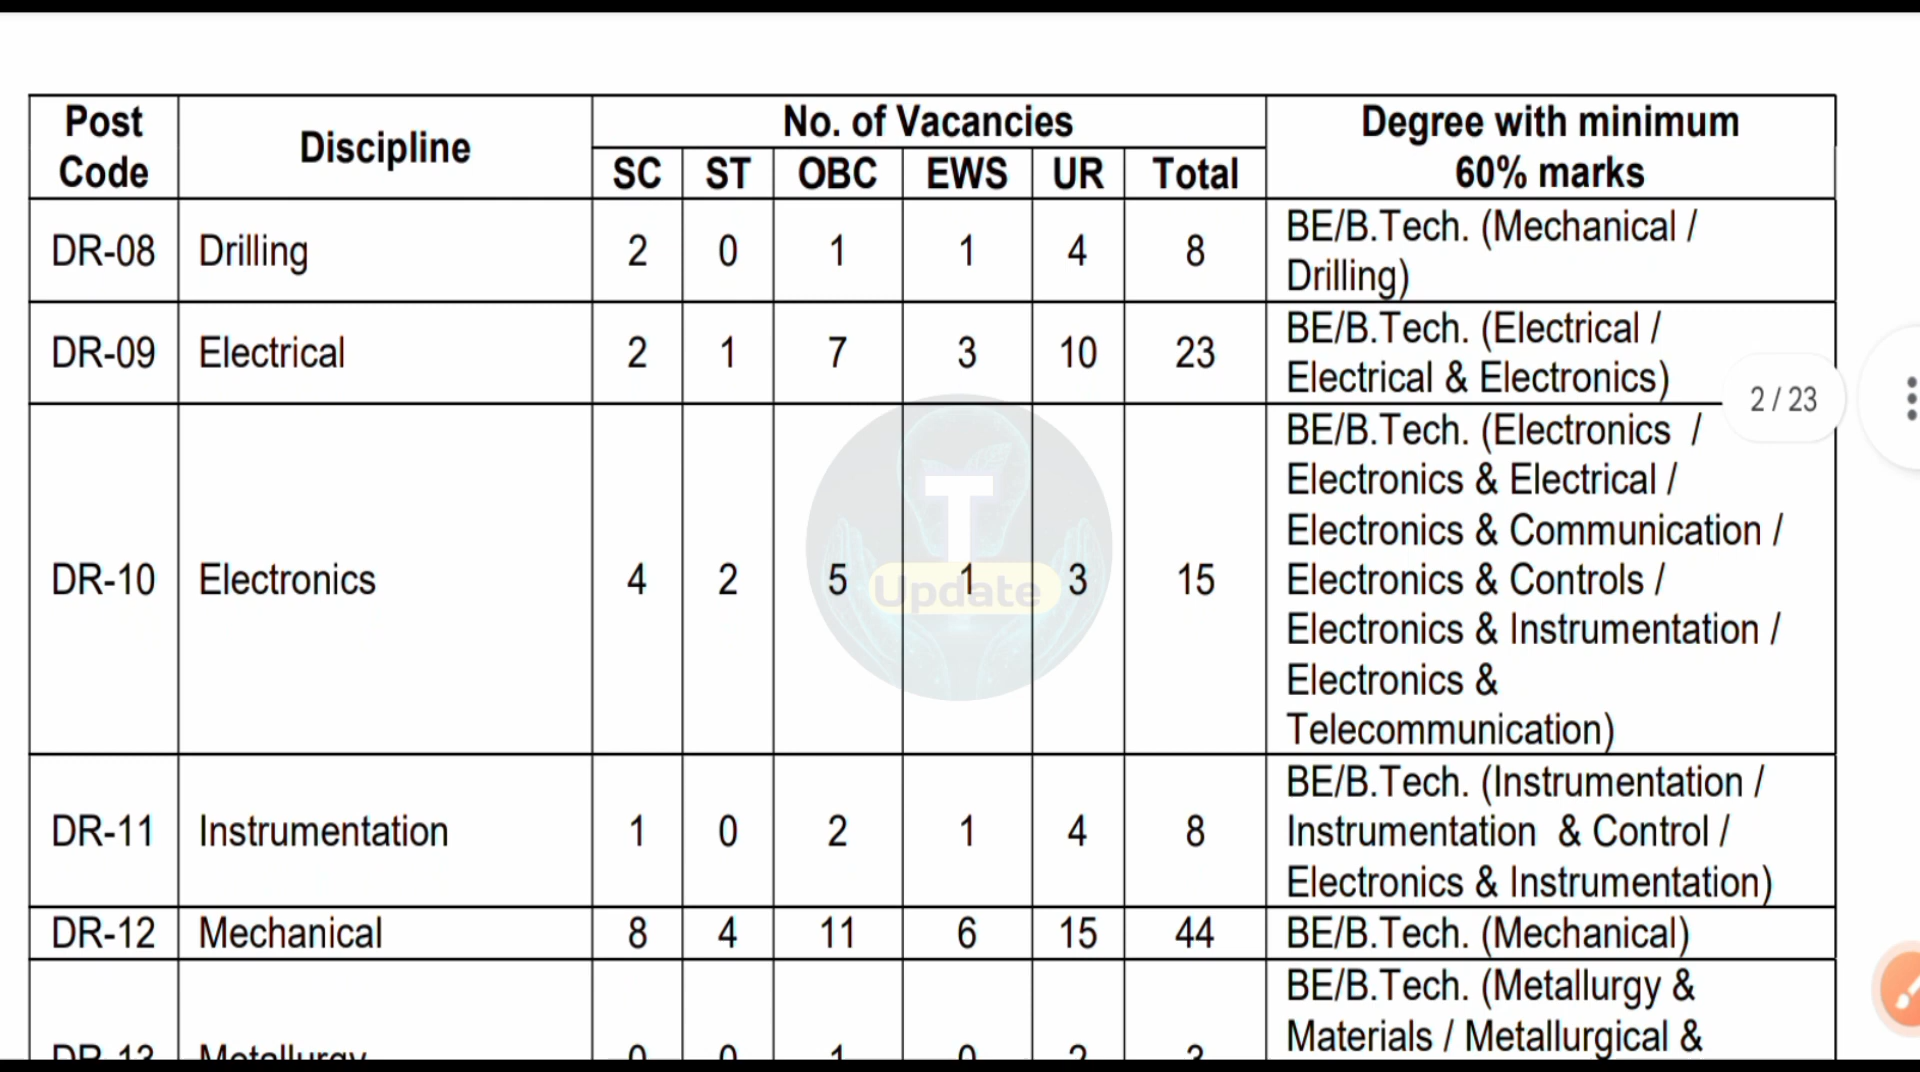 Post Code
Discipline
No. of Vacancies
Degree with minimum
60% marks
SC ST OBC EWS UR Total
DR-08 Drilling 2 0 1 1 4 8 BE/B.Tech. (Mechanical /
Drilling)
DR-09 Electrical 2 1 7 3 10 23 BE/B.Tech. (Electrical /
Electrical & Electronics)
2 / 23
DR-10 Electronics 4 2 5 1 3 15 BE/B.Tech. (Electronics /
Electronics & Electrical /
Electronics & Communication /
Electronics & Controls /
Electronics & Instrumentation /
Electronics &
Telecommunication)
T
Update
DR-11 Instrumentation 1 0 2 1 4 8 BE/B.Tech. (Instrumentation /
Instrumentation & Control /
Electronics & Instrumentation)
DR-12 Mechanical 8 4 11 6 15 44 BE/B.Tech. (Mechanical)
DR-13 Metallurgy 0 0 1 0 2 3 BE/B.Tech. (Metallurgy &
Materials / Metallurgical &